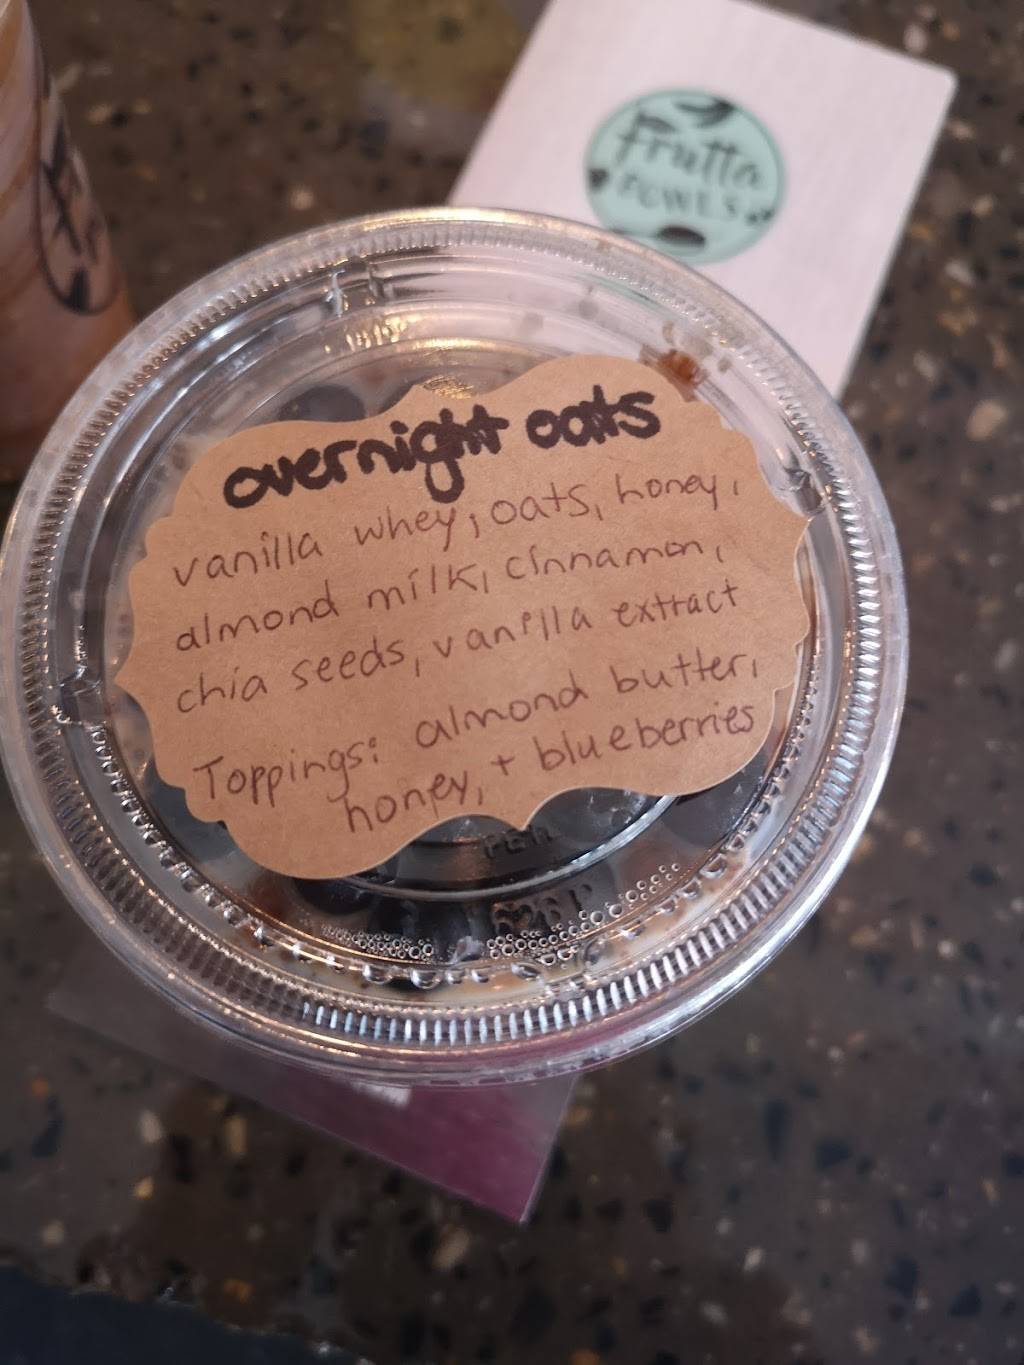 Frutta
BOWLS
overnight oats
vanilla whey, oats, honey,
almond milk, cinnamon,
chia seeds, vanilla extract
Toppings: almond butter,
honey, + blueberries